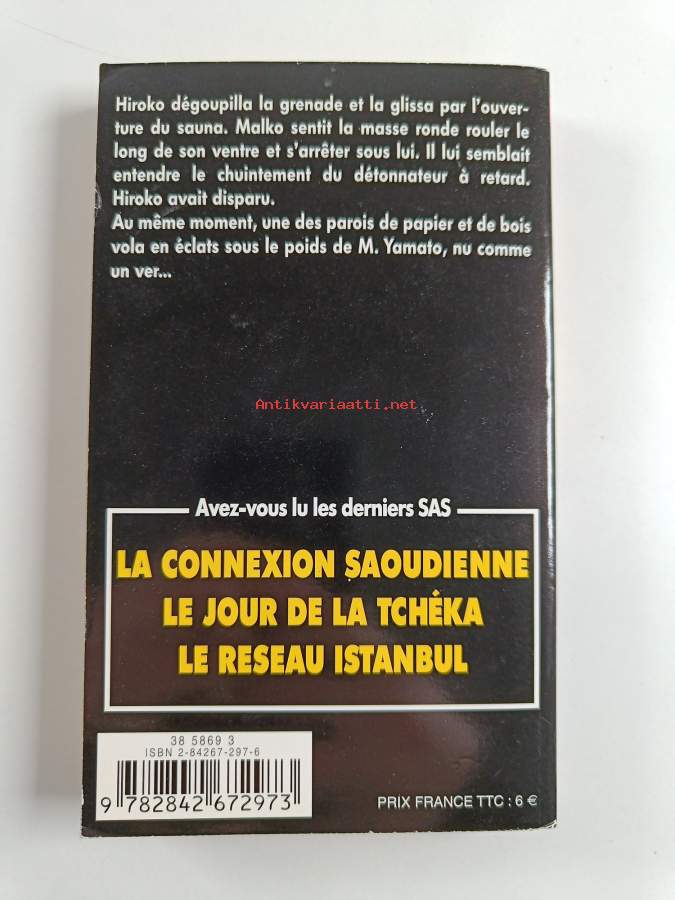 Hiroko dégoupilla la grenade et la glissa par l'ouver-
ture du sauna. Malko sentit la masse ronde rouler le
long de son ventre et s'arrêter sous lui. Il lui semblait
entendre le chuintement du détonnateur à retard.
Hiroko avait disparu.
Au même moment, une des parois de papier et de bois
vola en éclats sous le poids de M. Yamato, nu comme
un ver...
Antikvariaatti.net
Avez-vous lu les derniers SAS
LA CONNEXION SAOUDIENNE
LE JOUR DE LA TCHÉKA
LE RESEAU ISTANBUL
38 5869 3
ISBN 2-84267-297-6
9 782842 672973
PRIX FRANCE TTC : 6 €